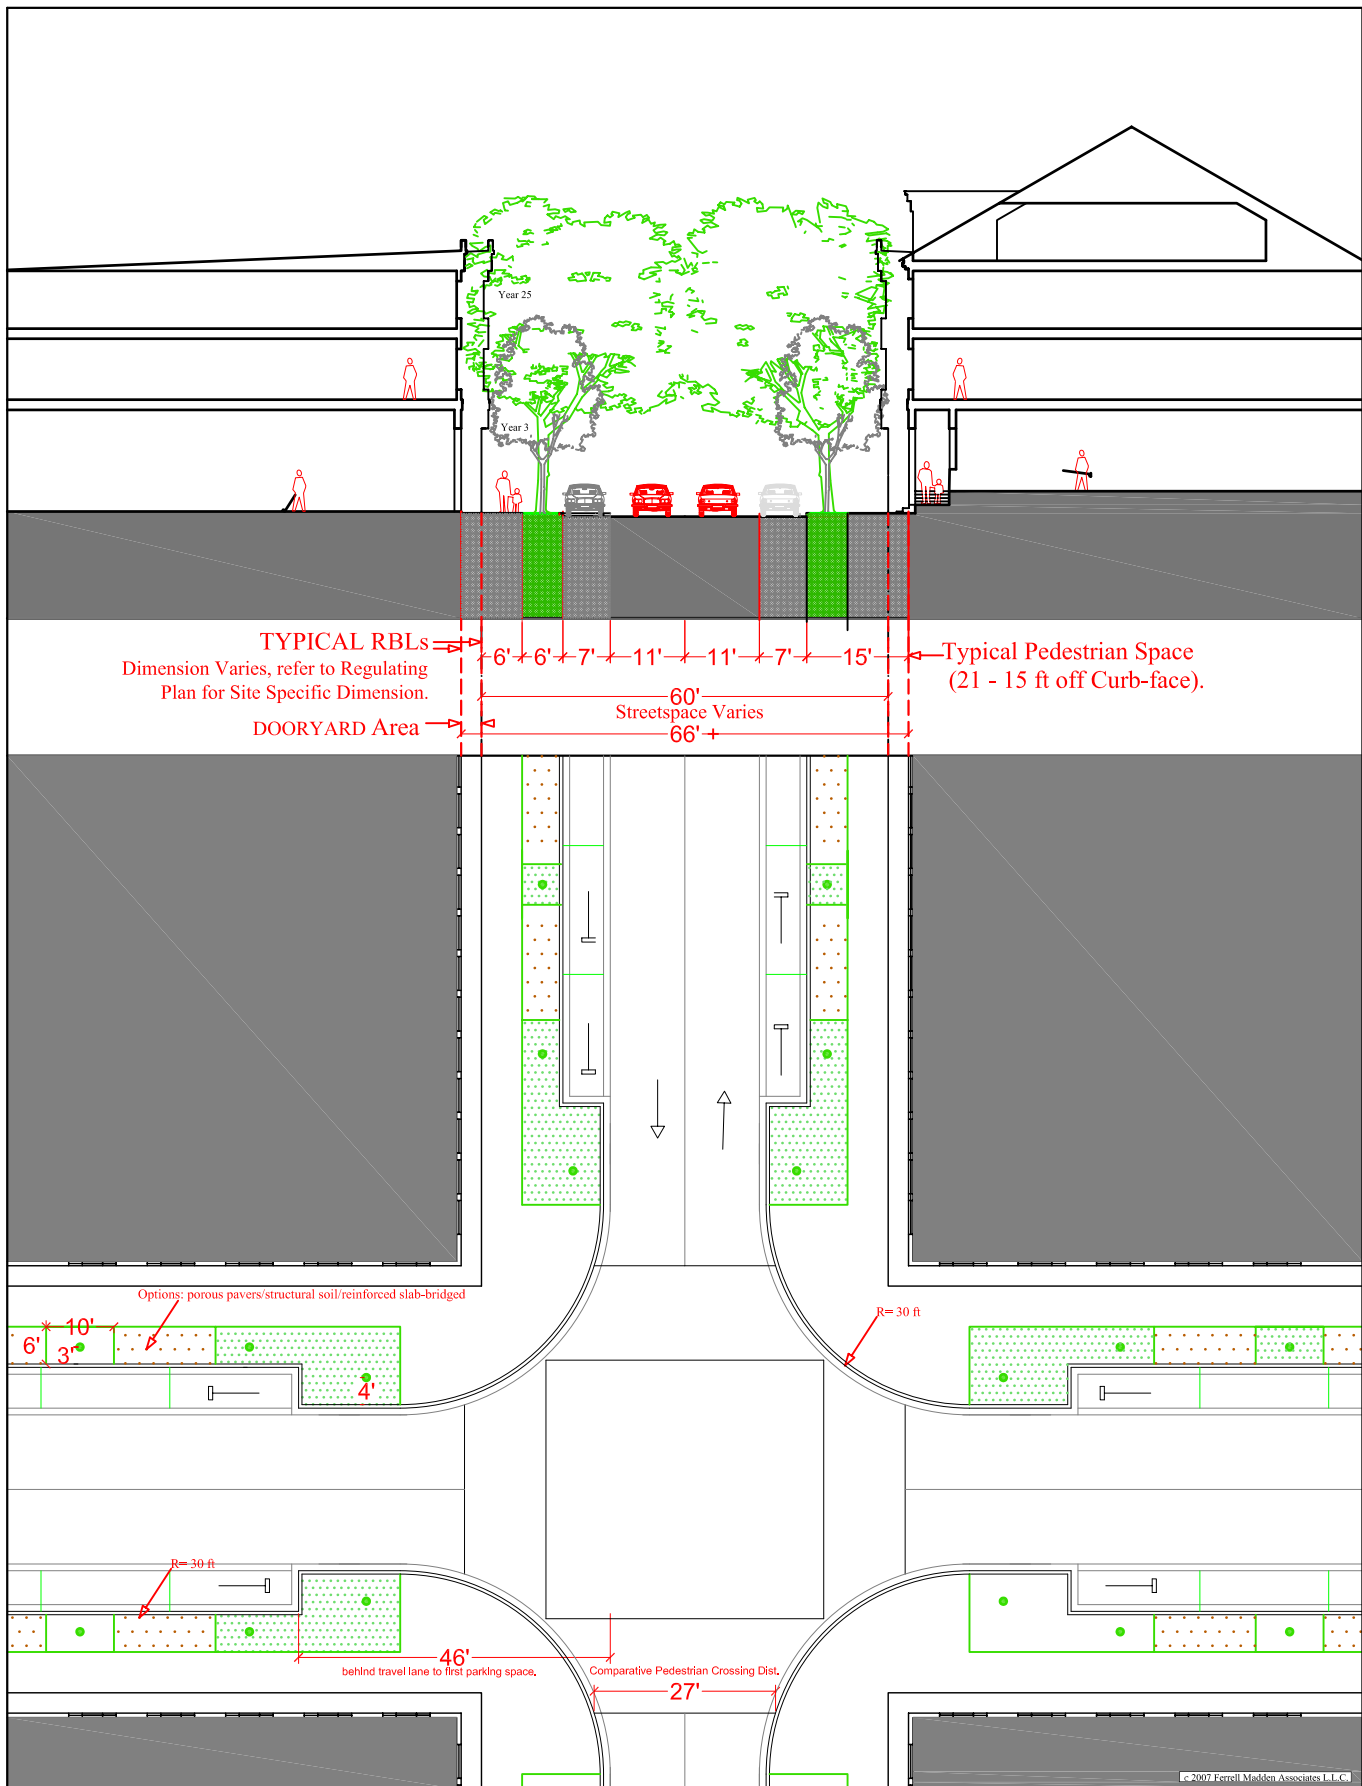 Year 25
Year 3
TYPICAL RBLs
Dimension Varies, refer to Regulating
Plan for Site Specific Dimension.
DOORYARD Area
6' 6' 7' 11' 11' 7' 15'
60'
Streetspace Varies
66' +
Typical Pedestrian Space
(21 - 15 ft off Curb-face).
Options: porous pavers/structural soil/reinforced slab-bridged
10'
6'
3'
4'
R= 30 ft
R= 30 ft
46'
behind travel lane to first parking space.
Comparative Pedestrian Crossing Dist.
27'
c 2007 Ferrell Madden Associates L.L.C.